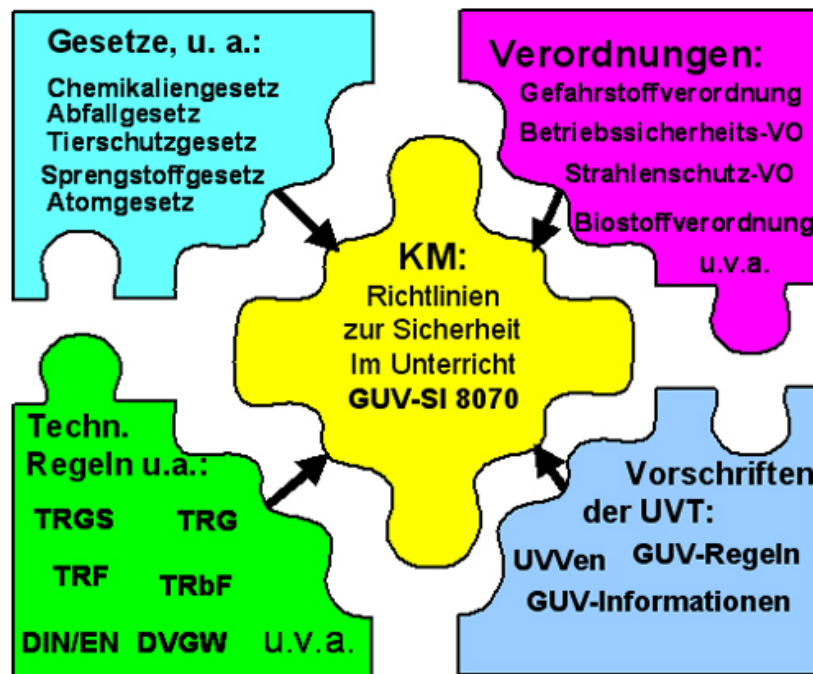 Gesetze, u. a.:
Chemikaliengesetz
Abfallgesetz
Tierschutzgesetz
Sprengstoffgesetz
Atomgesetz
Verordnungen:
Gefahrstoffverordnung
Betriebssicherheits-VO
Strahlenschutz-VO
Biostoffverordnung
u.v.a.
KM:
Richtlinien
zur Sicherheit
Im Unterricht
GUV-SI 8070
Techn.
Regeln u.a.:
TRGS TRG
TRF TRbF
DIN/EN DVGW u.v.a.
Vorschriften
der UVT:
UVVen GUV-Regeln
GUV-Informationen